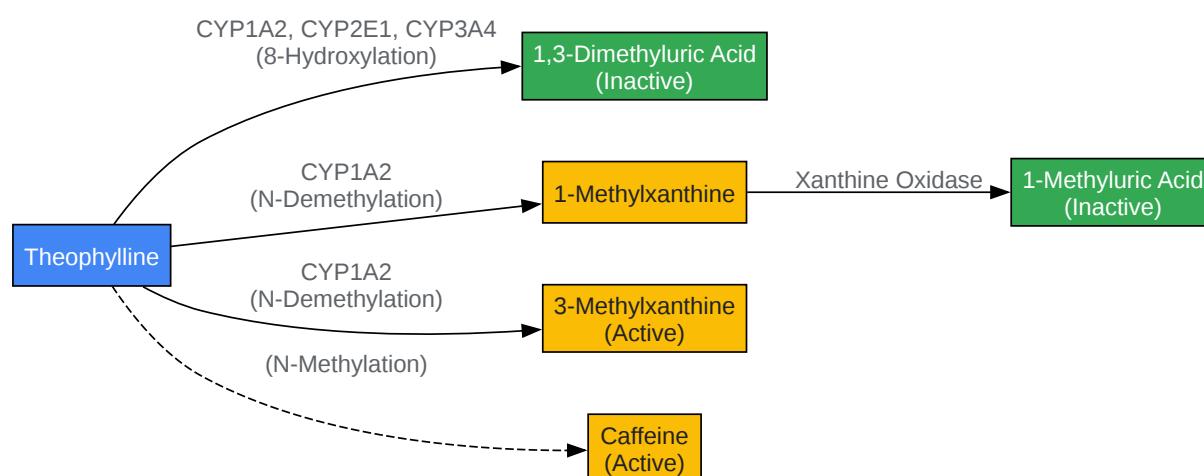 CYP1A2, CYP2E1, CYP3A4
(8-Hydroxylation)
1,3-Dimethyluric Acid
(Inactive)
CYP1A2
(N-Demethylation)
1-Methylxanthine
Xanthine Oxidase
1-Methyluric Acid
(Inactive)
Theophylline
CYP1A2
(N-Demethylation)
3-Methylxanthine
(Active)
(N-Methylation)
Caffeine
(Active)